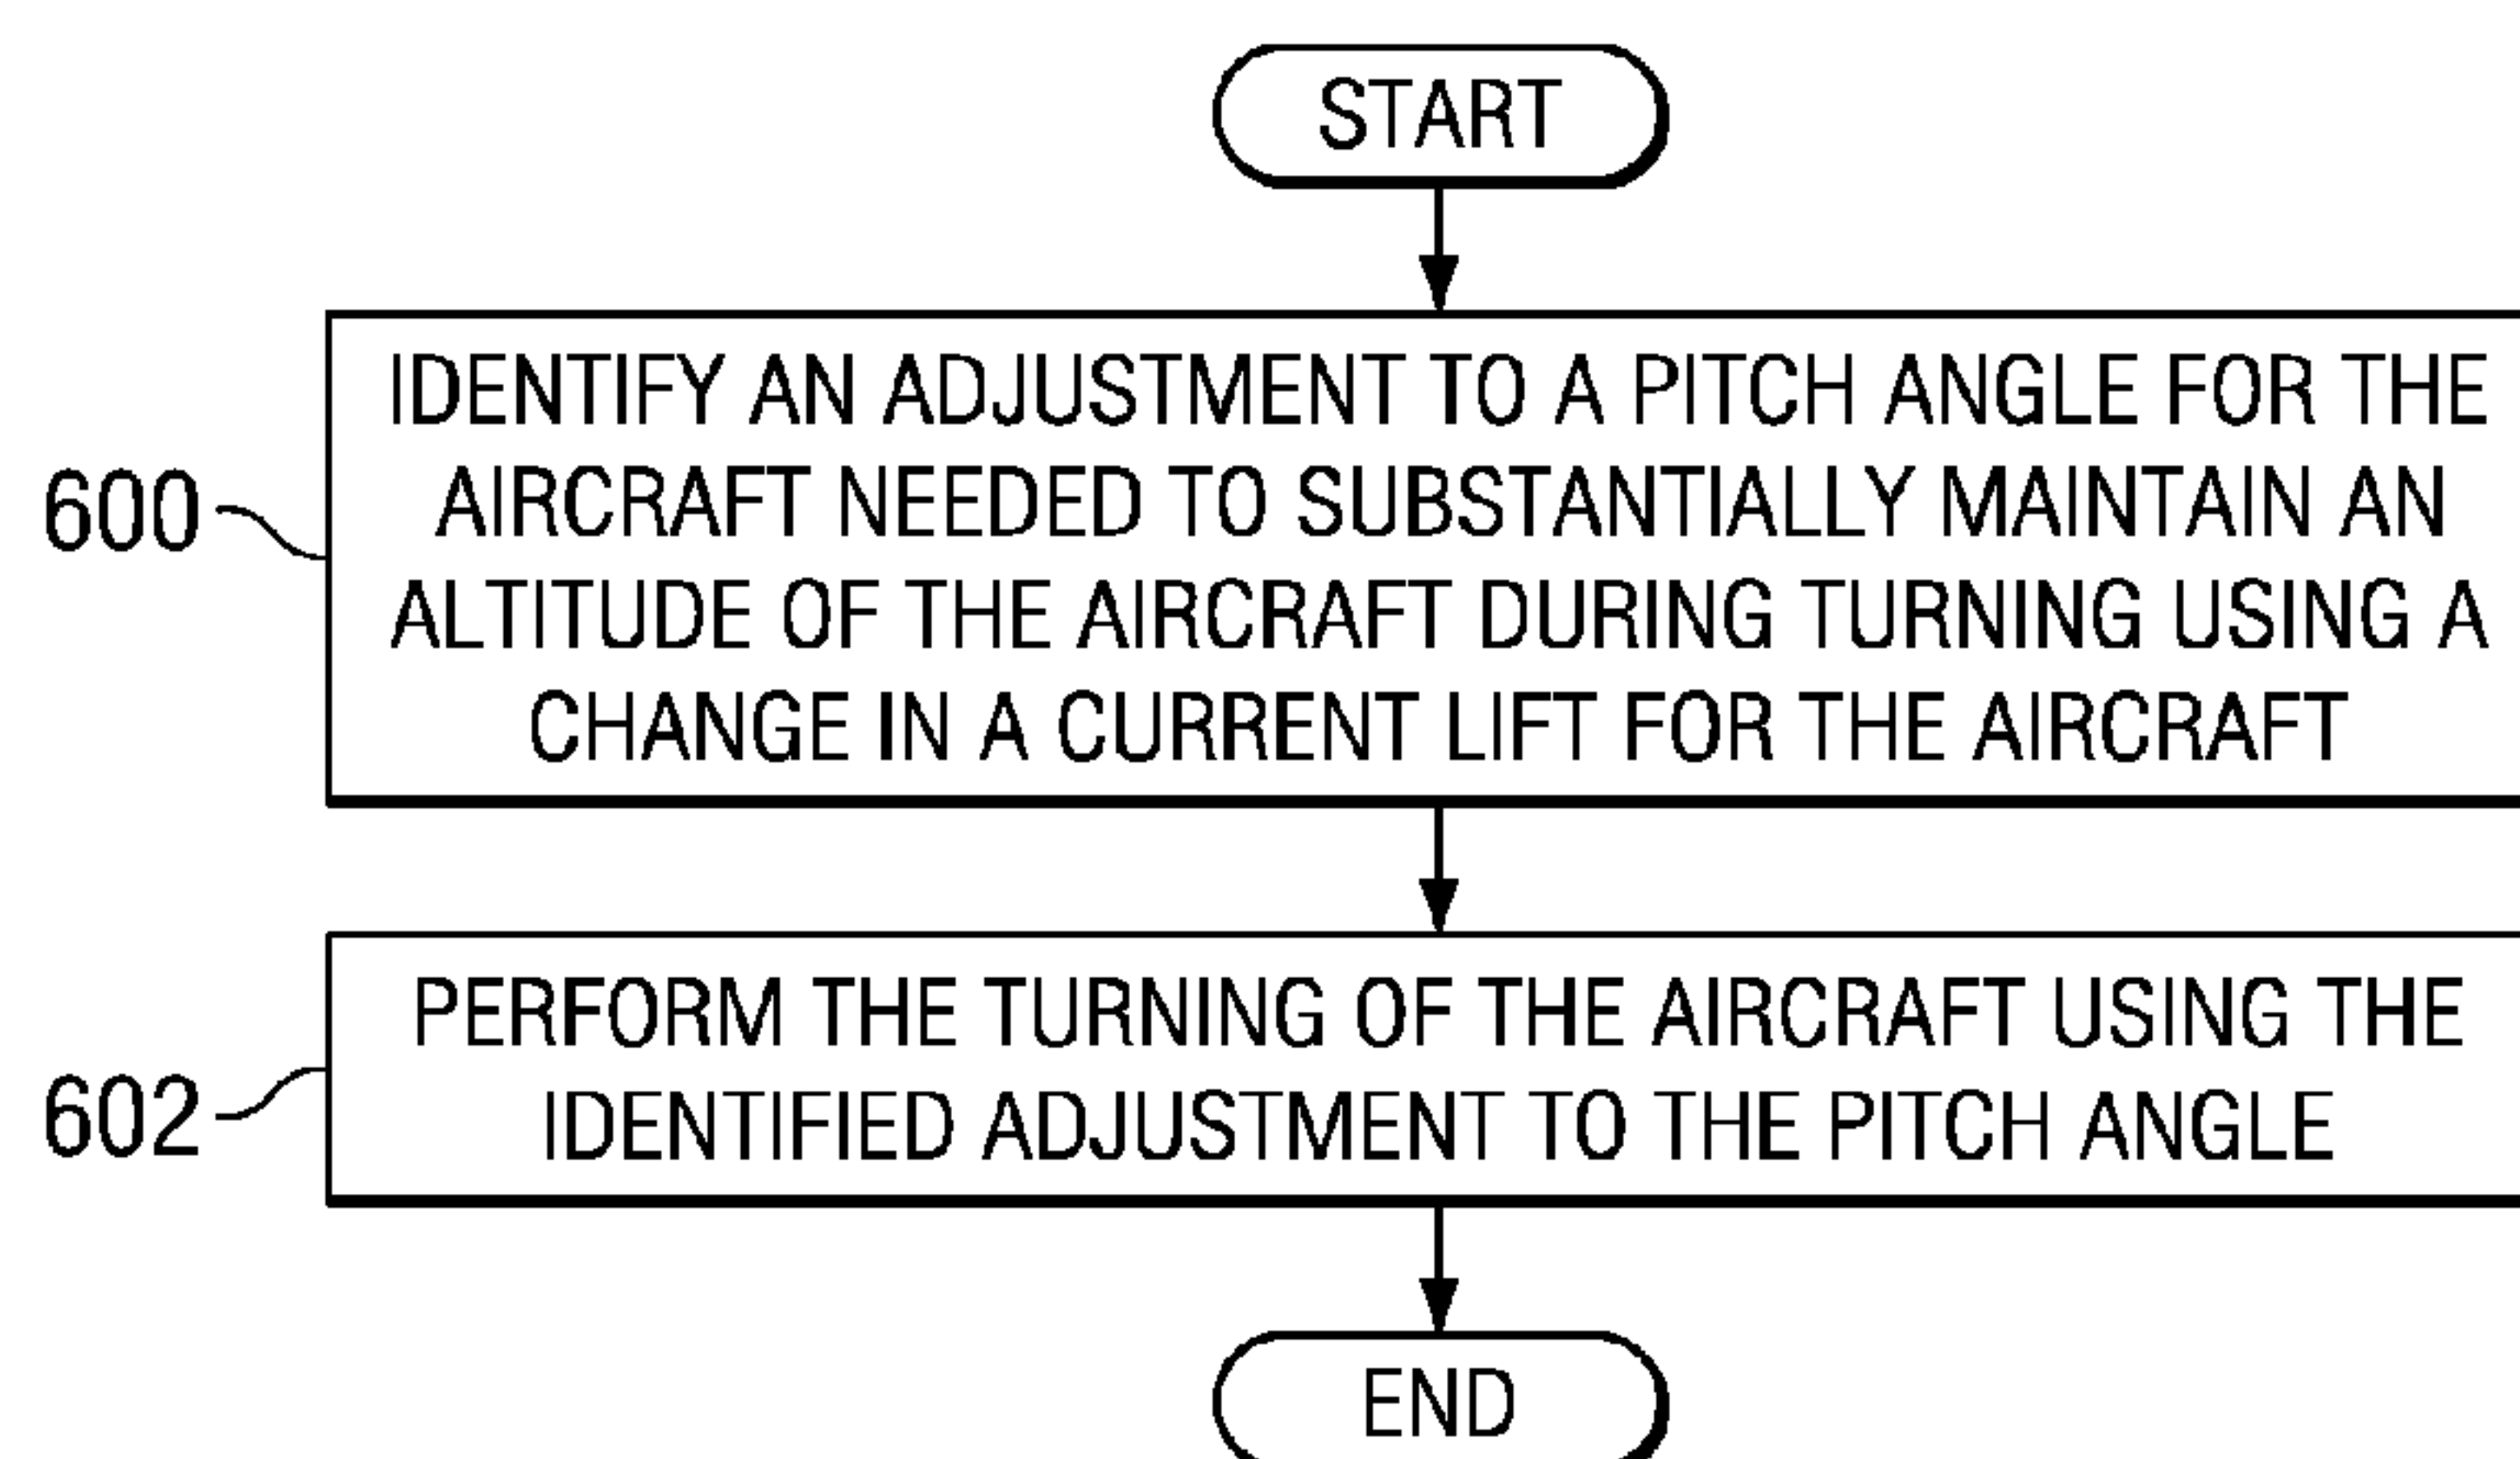 START
IDENTIFY AN ADJUSTMENT TO A PITCH ANGLE FOR THE
AIRCRAFT NEEDED TO SUBSTANTIALLY MAINTAIN AN
ALTITUDE OF THE AIRCRAFT DURING TURNING USING A
CHANGE IN A CURRENT LIFT FOR THE AIRCRAFT
600
PERFORM THE TURNING OF THE AIRCRAFT USING THE
IDENTIFIED ADJUSTMENT TO THE PITCH ANGLE
602
END